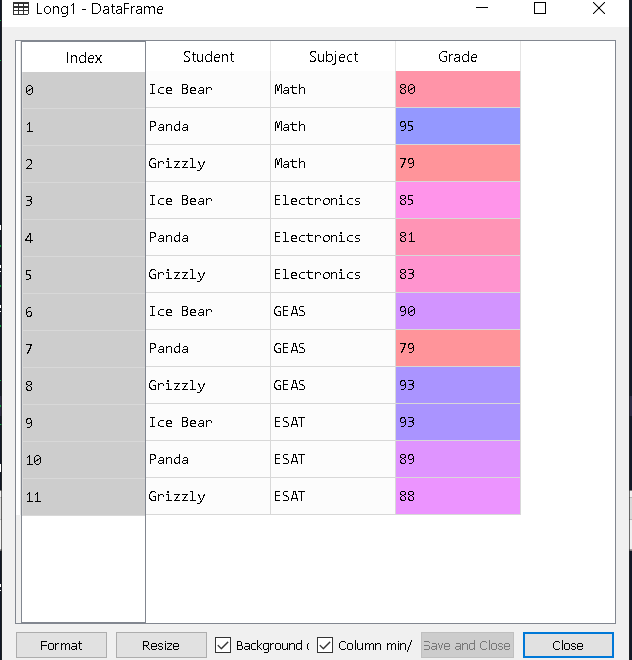 Long1 - DataFrame
Index Student Subject Grade
0 Ice Bear Math 80
1 Panda Math 95
2 Grizzly Math 79
3 Ice Bear Electronics 85
4 Panda Electronics 81
5 Grizzly Electronics 83
6 Ice Bear GEAS 90
7 Panda GEAS 79
8 Grizzly GEAS 93
9 Ice Bear ESAT 93
10 Panda ESAT 89
11 Grizzly ESAT 88
Format Resize Background Column min/ Save and Close Close